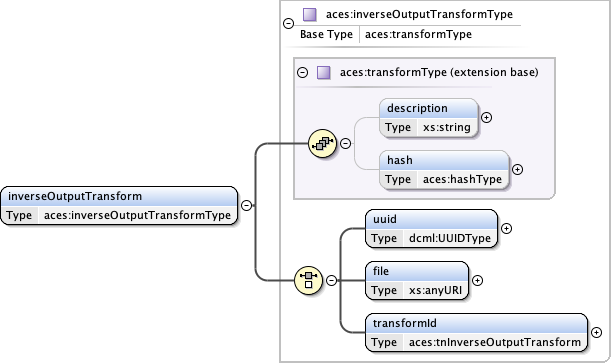 aces:inverseOutputTransformType
Base Type aces:transformType
aces:transformType (extension base)
description
Type xs:string
hash
Type aces:hashType
inverseOutputTransform
Type aces:inverseOutputTransformType
uuid
Type dcml:UUIDType
file
Type xs:anyURI
transformId
Type aces:tnInverseOutputTransform